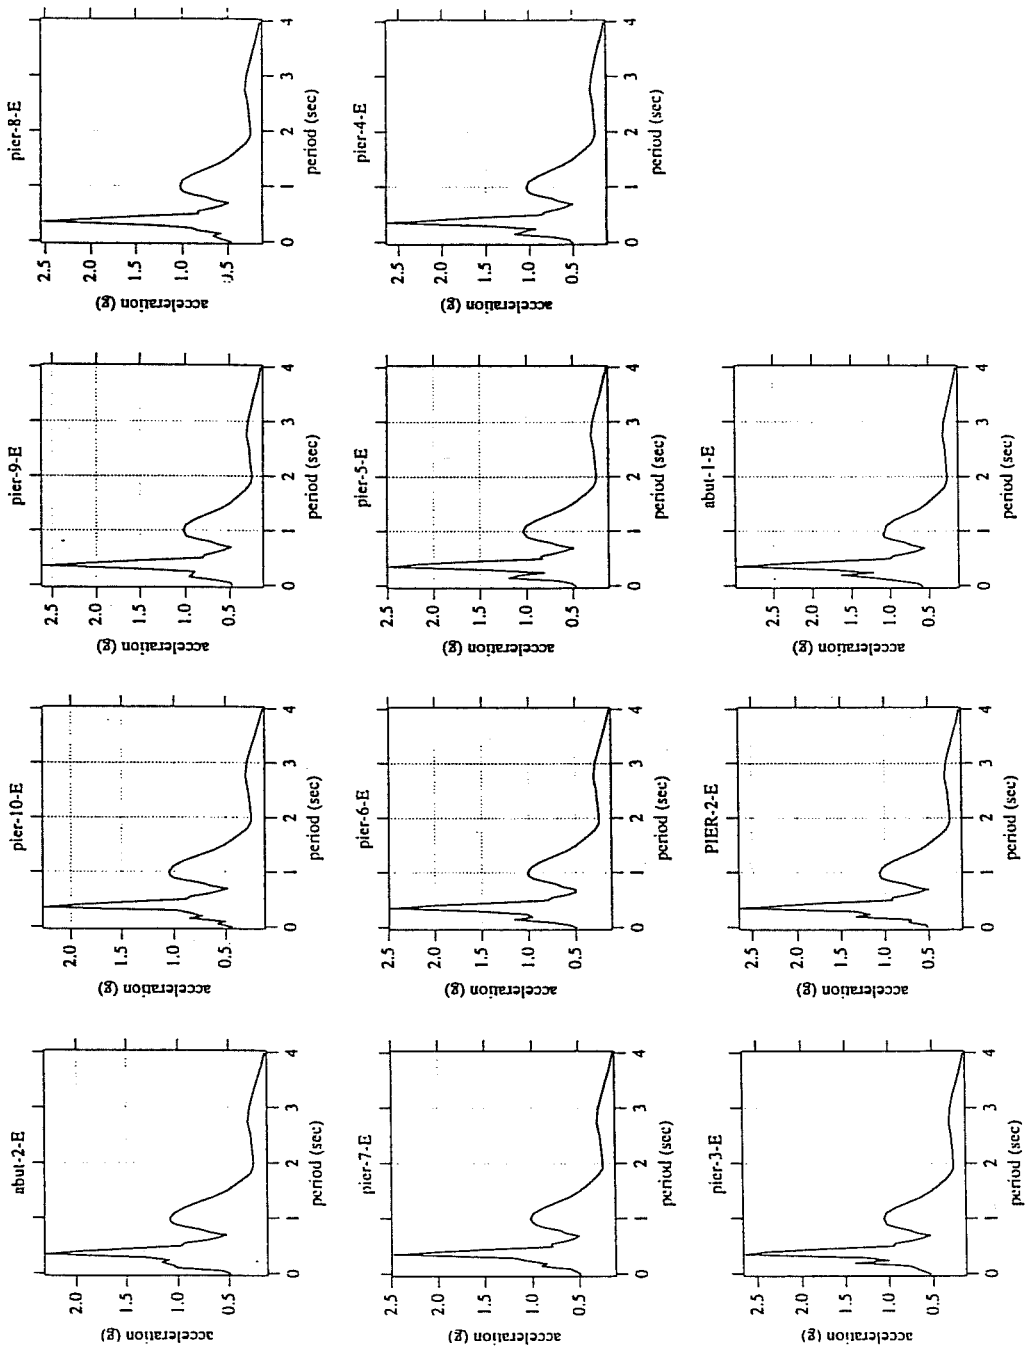 pier-8-E
acceleration (g)
2.5
2.0
1.5
1.0
0.5
0 1 2 3 4
period (sec)
pier-4-E
acceleration (g)
2.5
2.0
1.5
1.0
0.5
0 1 2 3 4
period (sec)
pier-9-E
acceleration (g)
2.5
2.0
1.5
1.0
0.5
0 1 2 3 4
period (sec)
pier-5-E
acceleration (g)
2.5
2.0
1.5
1.0
0.5
0 1 2 3 4
period (sec)
abut-1-E
acceleration (g)
2.5
2.0
1.5
1.0
0.5
0 1 2 3 4
period (sec)
pier-10-E
acceleration (g)
2.0
1.5
1.0
0.5
0 1 2 3 4
period (sec)
pier-6-E
acceleration (g)
2.5
2.0
1.5
1.0
0.5
0 1 2 3 4
period (sec)
PIER-2-E
acceleration (g)
2.5
2.0
1.5
1.0
0.5
0 1 2 3 4
period (sec)
abut-2-E
acceleration (g)
2.0
1.5
1.0
0.5
0 1 2 3 4
period (sec)
pier-7-E
acceleration (g)
2.5
2.0
1.5
1.0
0.5
0 1 2 3 4
period (sec)
pier-3-E
acceleration (g)
2.5
2.0
1.5
1.0
0.5
0 1 2 3 4
period (sec)